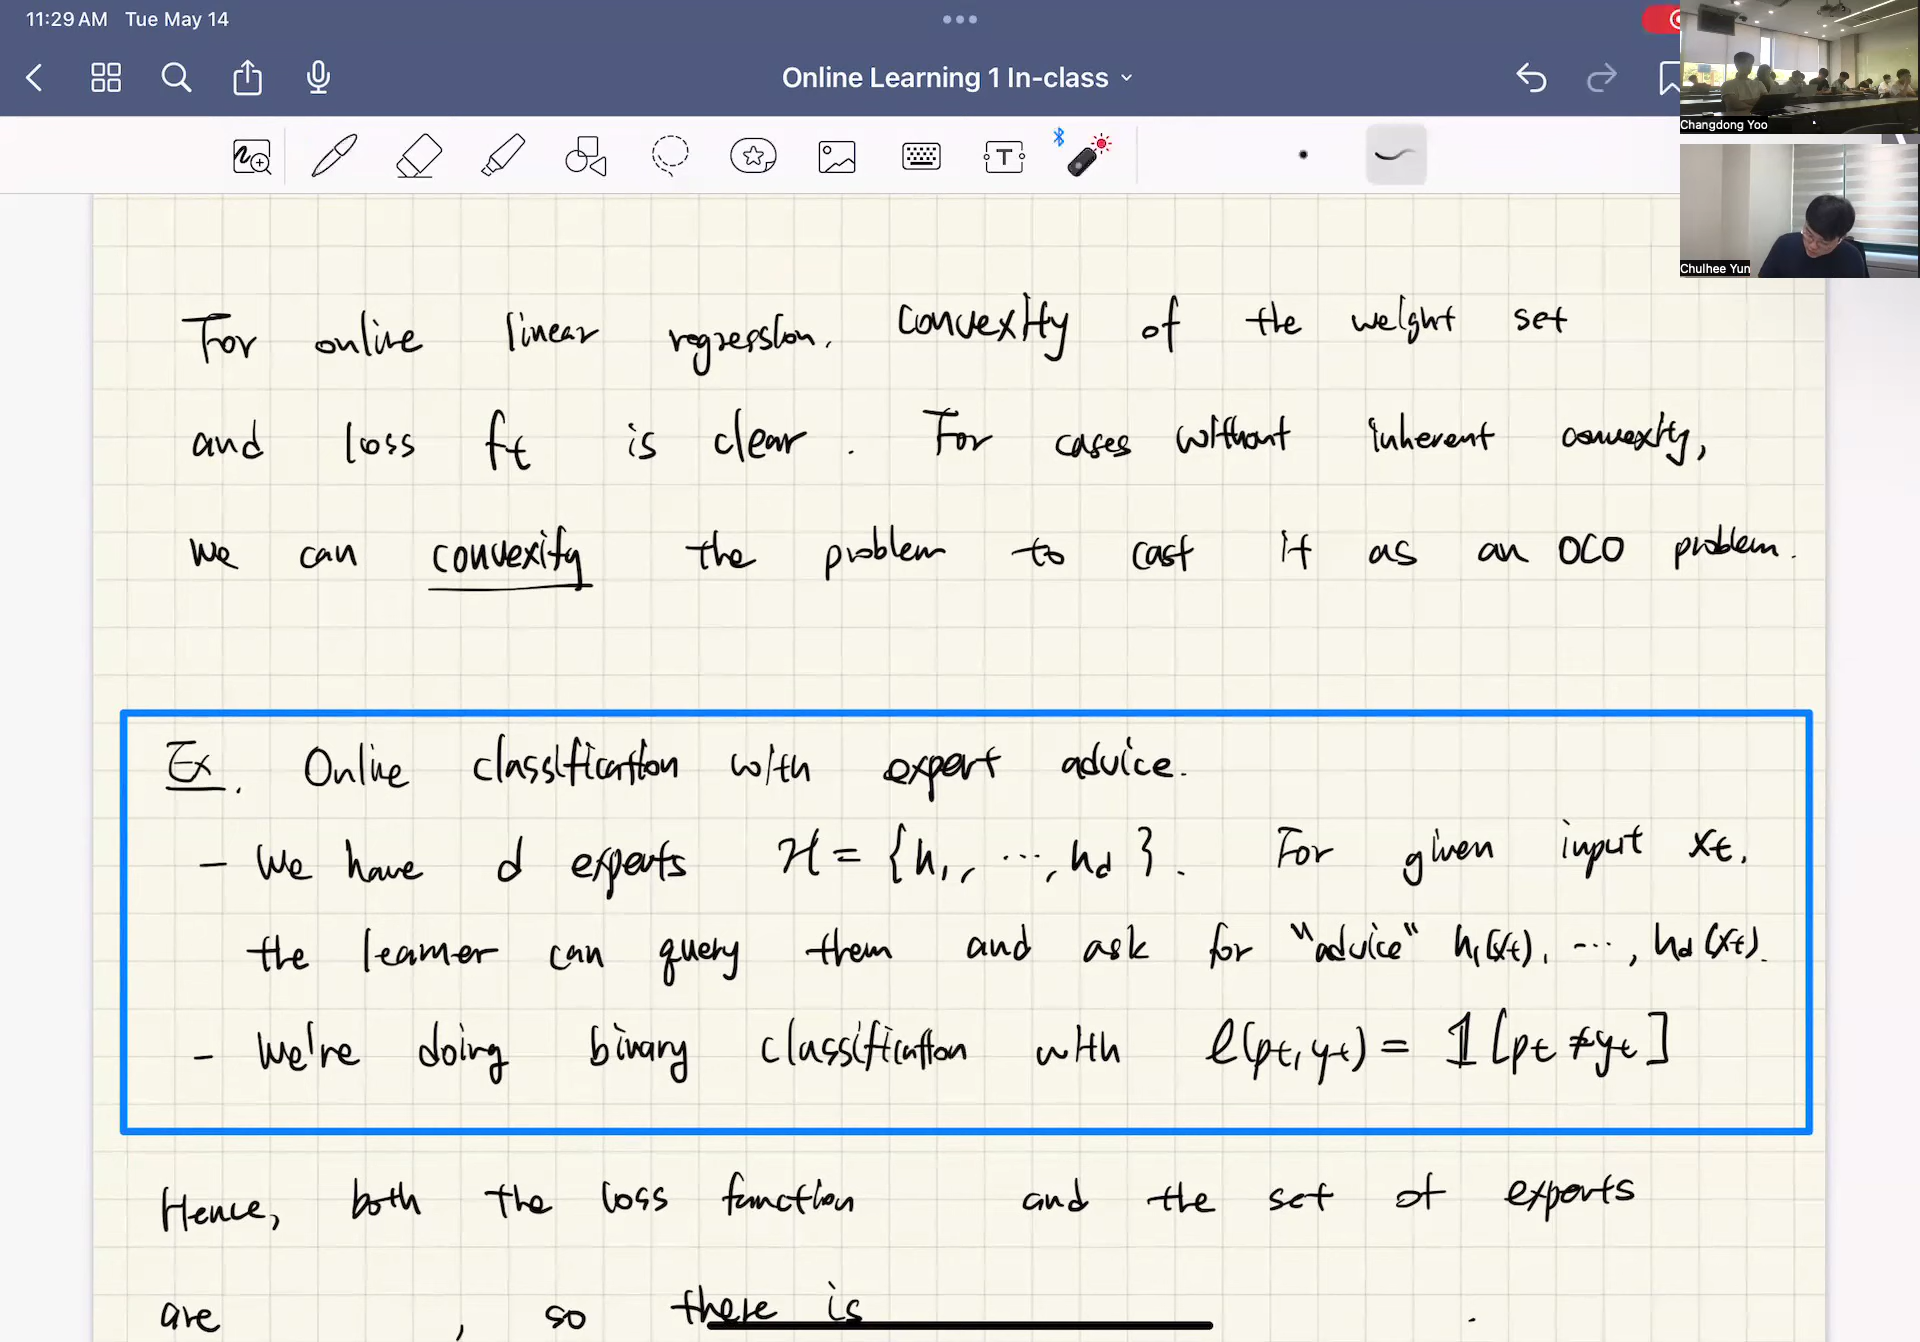 11:29 AM Tue May 14
Online Learning 1 In-class
Changdong Yoo
Chulhee Yun
T
For online linear regression, convexity of the weight set
and loss ft is clear. For cases without inherent convexity,
we can convexify the problem to cast it as an OCO problem.
Ex. Online classification with expert advice.
- We have d experts H = {h1, ..., hd}. For given input xt,
the learner can query them and ask for "advice" h1(xt), ..., hd(xt).
- We're doing binary classification with ℓ(pt, yt) = 𝟙[pt ≠ yt]
Hence, both the loss function and the set of experts
are , so there is .